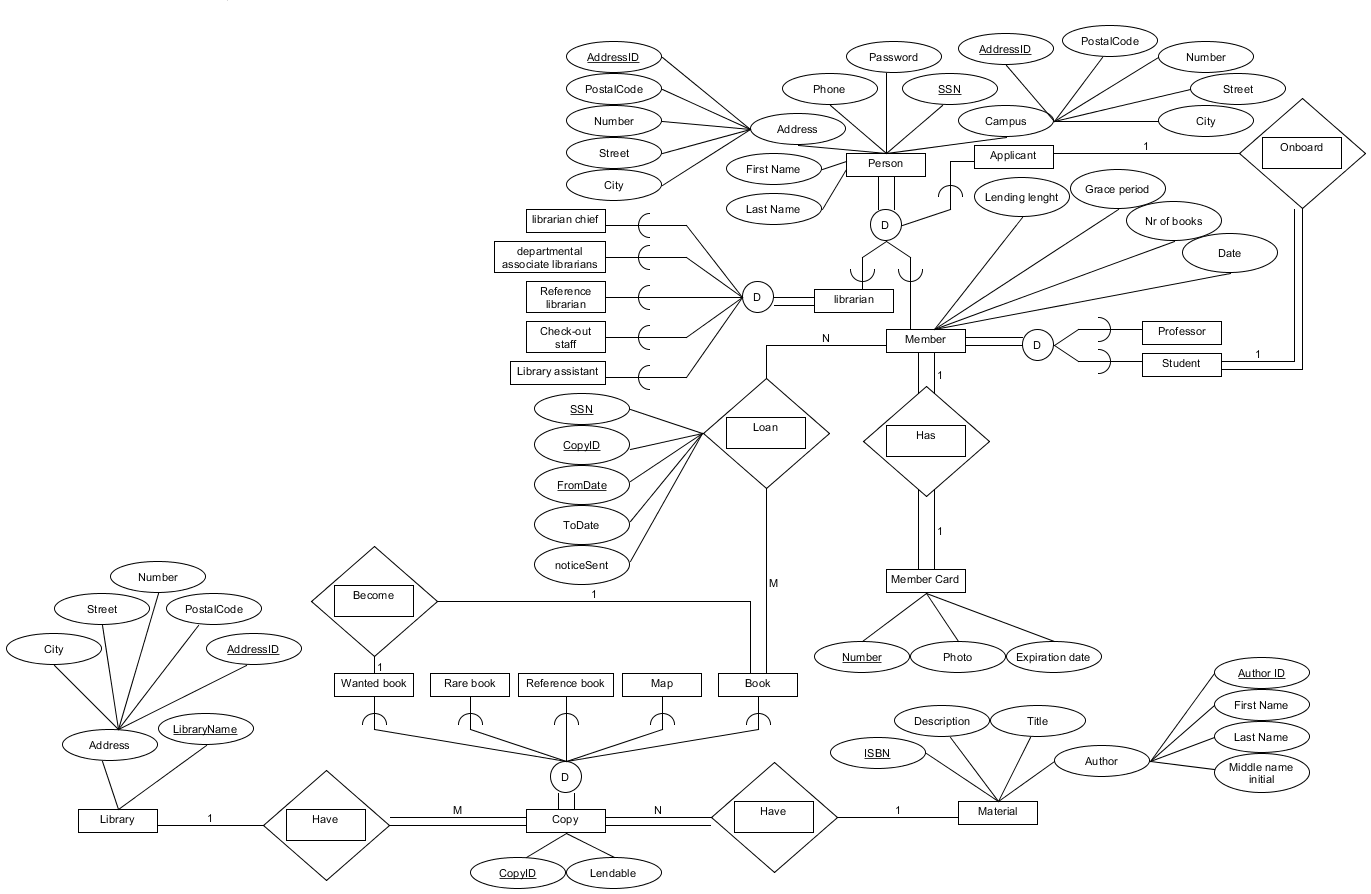 AddressID
PostalCode
Number
Street
City
Address
Phone
Password
SSN
AddressID
PostalCode
Number
Street
City
Campus
First Name
Last Name
Person
Applicant
1
Onboard
D
Lending lenght
Grace period
Nr of books
Date
librarian chief
departmental
associate librarians
Reference
librarian
Check-out
staff
Library assistant
D
librarian
Member
D
Professor
Student
1
N
1
SSN
CopyID
FromDate
ToDate
noticeSent
Loan
Has
1
M
Member Card
Number
Photo
Expiration date
Become
1
1
Number
Street
PostalCode
City
AddressID
Address
LibraryName
Wanted book
Rare book
Reference book
Map
Book
D
Library
1
Have
M
Copy
N
Have
1
Material
CopyID
Lendable
ISBN
Description
Title
Author
Author ID
First Name
Last Name
Middle name
initial